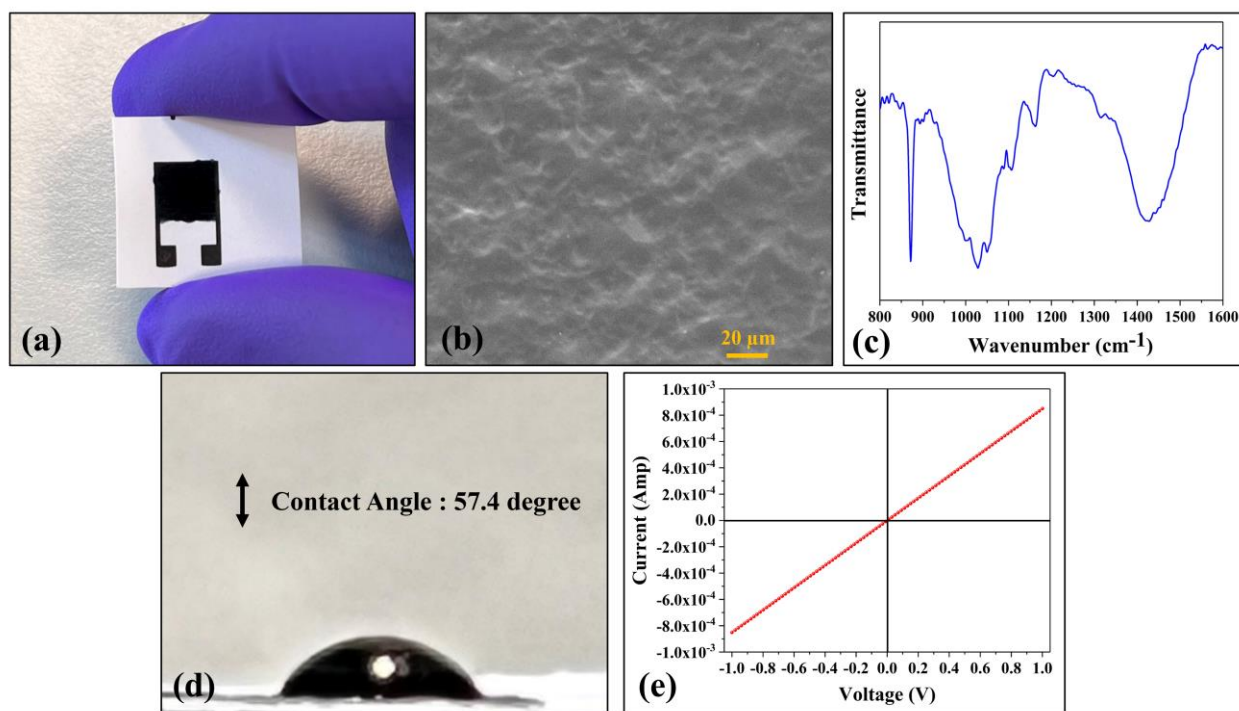 (a)
(b)
20 μm
Transmittance
800 900 1000 1100 1200 1300 1400 1500 1600
Wavenumber (cm-1)
(c)
Contact Angle : 57.4 degree
(d)
Current (Amp)
1.0x10-3
8.0x10-4
6.0x10-4
4.0x10-4
2.0x10-4
0.0
-2.0x10-4
-4.0x10-4
-6.0x10-4
-8.0x10-4
-1.0x10-3
-1.0 -0.8 -0.6 -0.4 -0.2 0.0 0.2 0.4 0.6 0.8 1.0
Voltage (V)
(e)